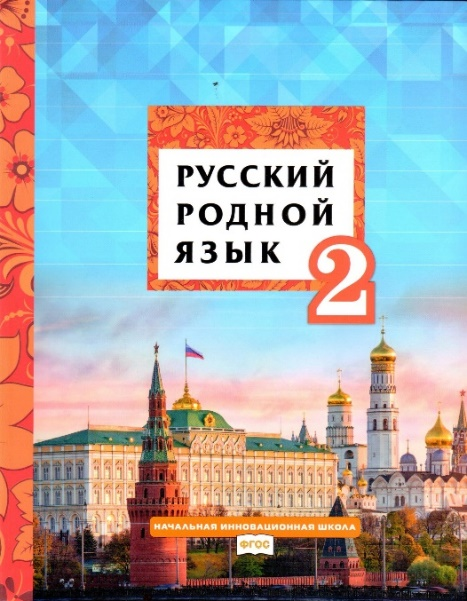 РУССКИЙ
РОДНОЙ
ЯЗЫК
2
НАЧАЛЬНАЯ ИННОВАЦИОННАЯ ШКОЛА
ФГОС